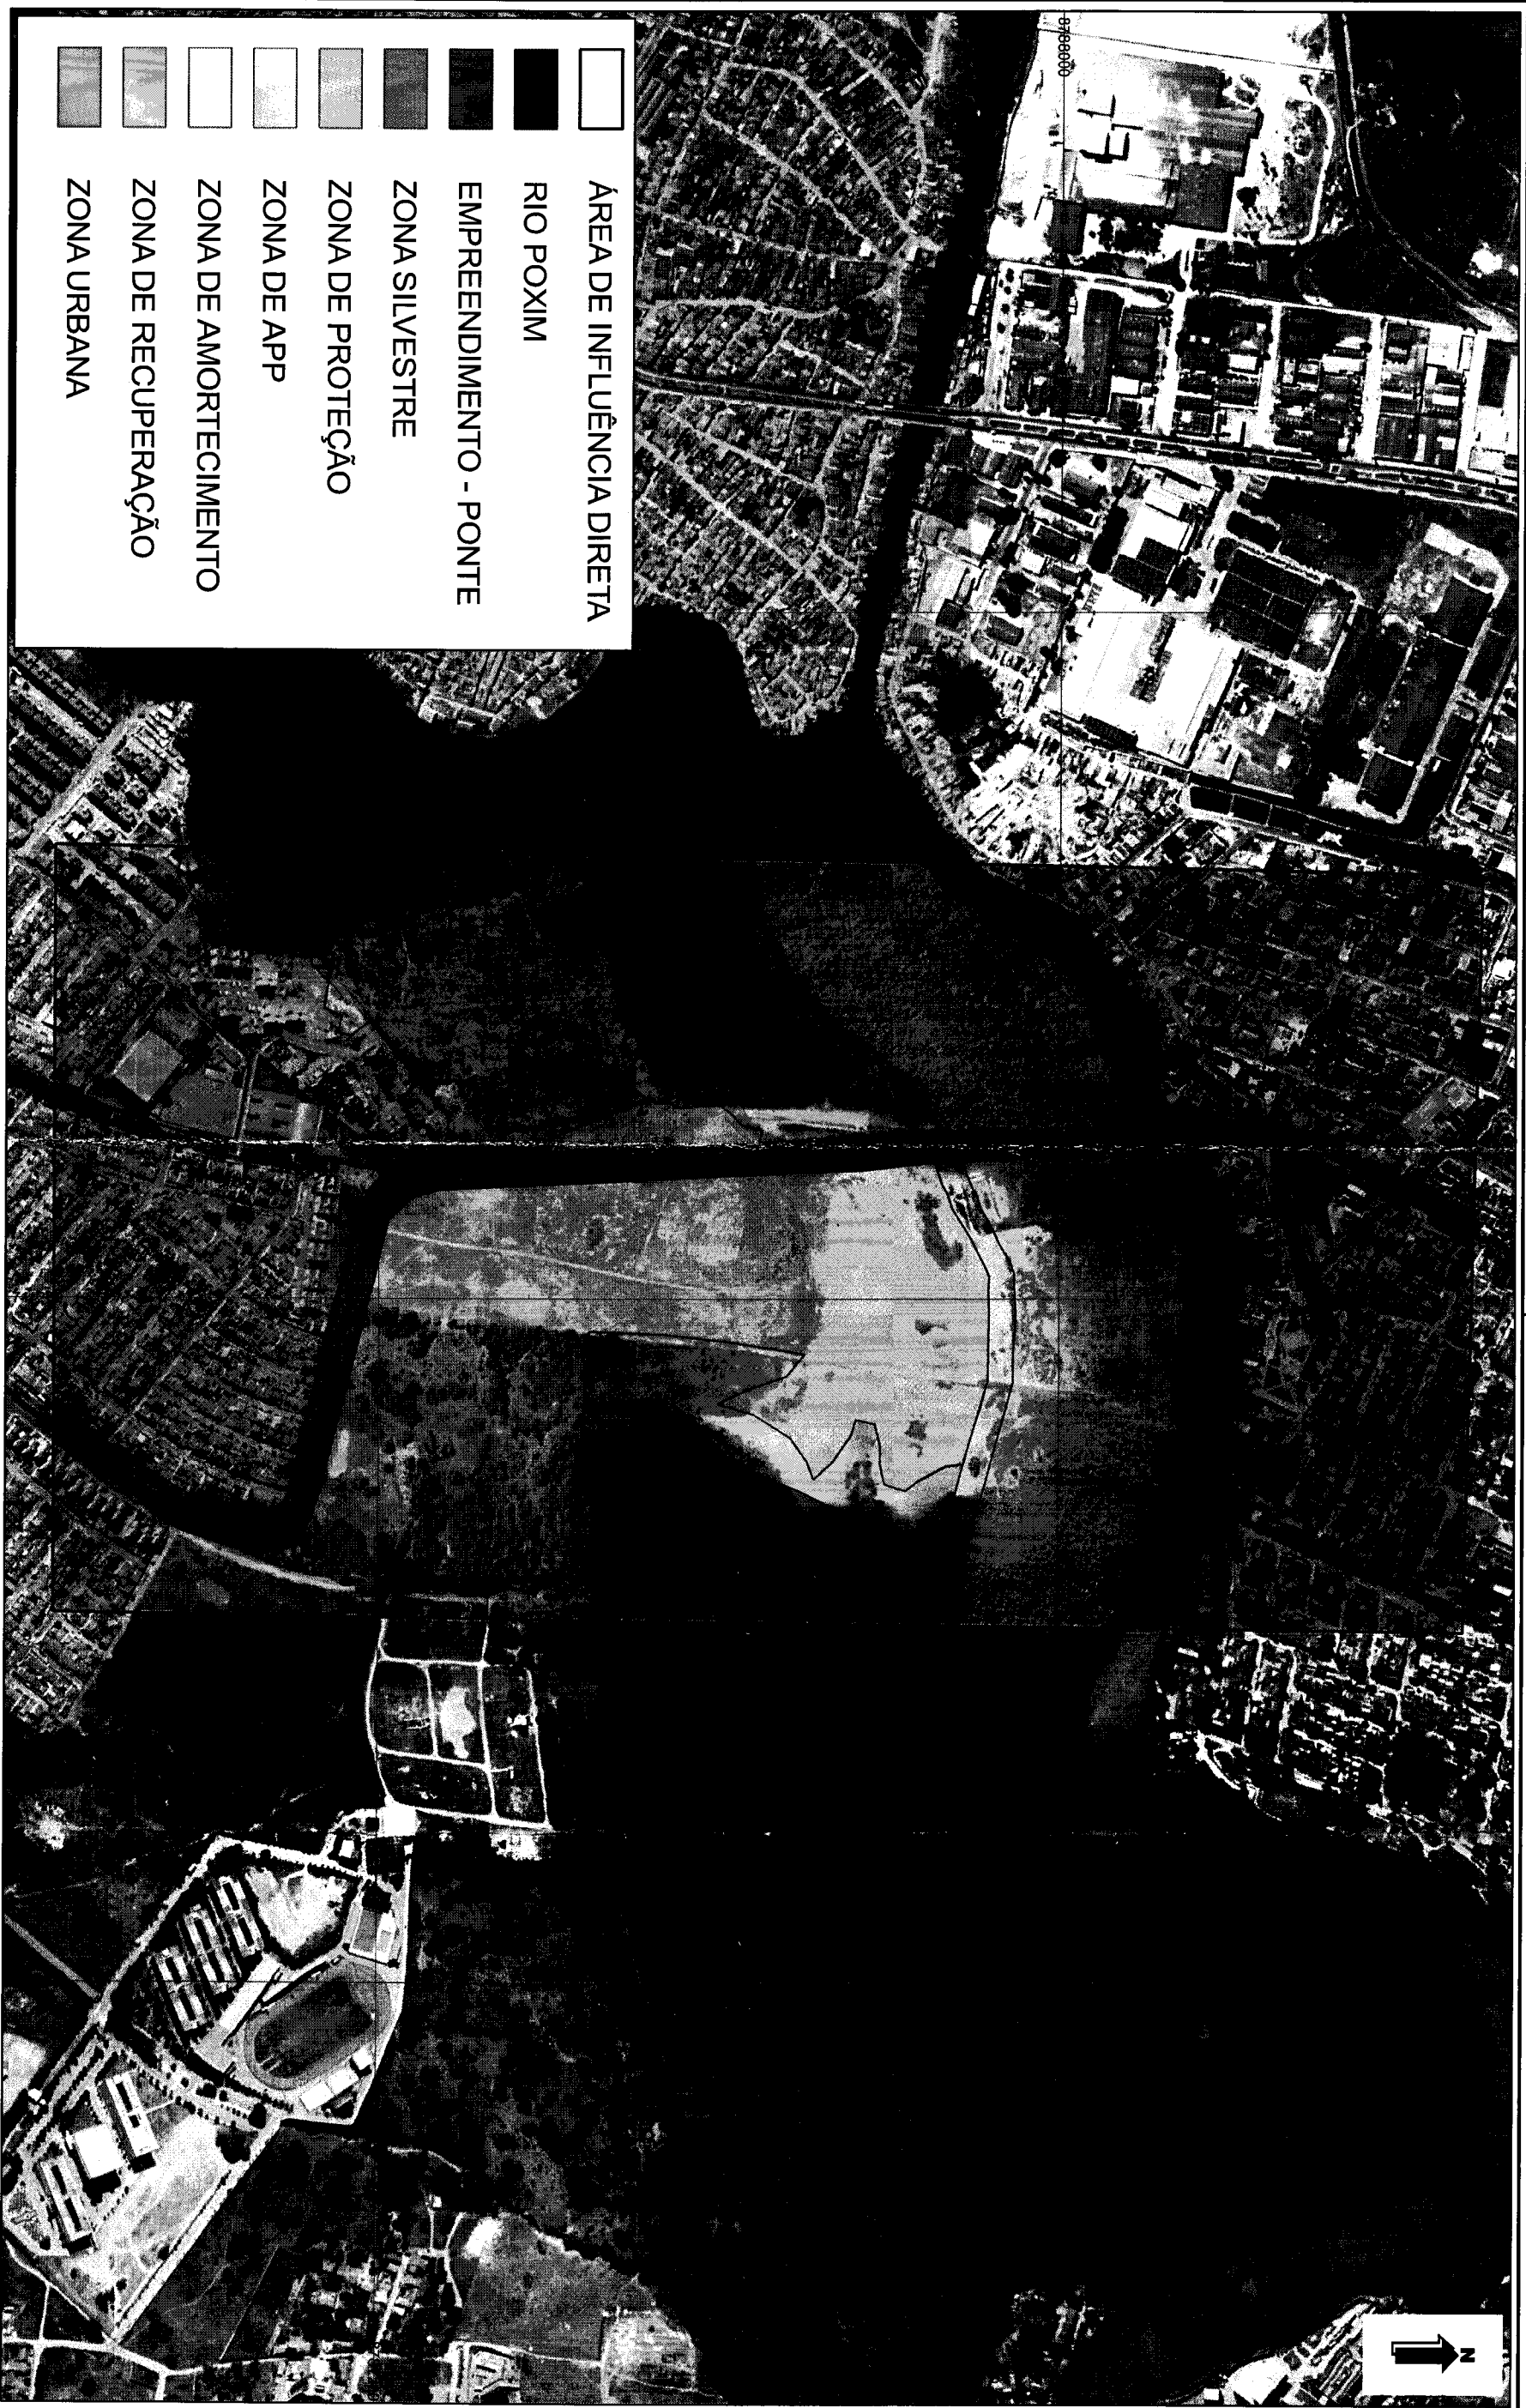 8788000
N
ÁREA DE INFLUÊNCIA DIRETA
RIO POXIM
EMPREENDIMENTO - PONTE
ZONA SILVESTRE
ZONA DE PROTEÇÃO
ZONA DE APP
ZONA DE AMORTECIMENTO
ZONA DE RECUPERAÇÃO
ZONA URBANA